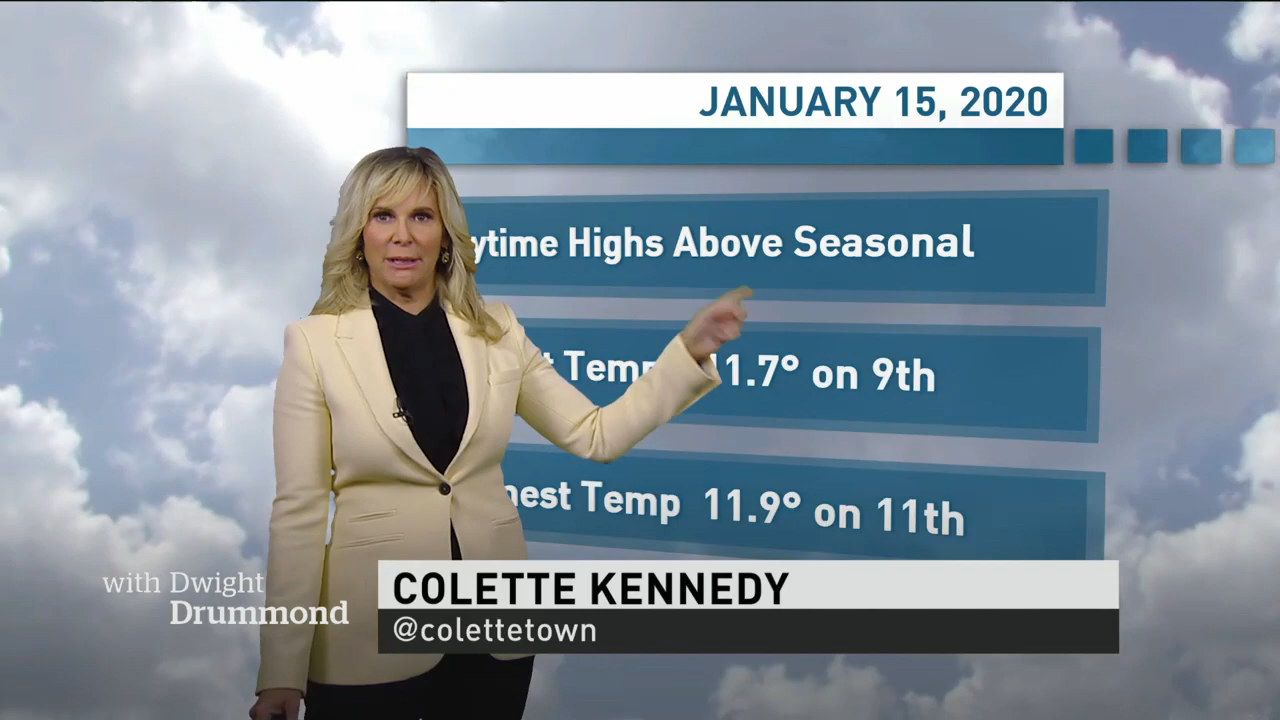 JANUARY 15, 2020
ytime Highs Above Seasonal
t Temp 11.7° on 9th
hest Temp 11.9° on 11th
with Dwight
Drummond
COLETTE KENNEDY
@colettetown